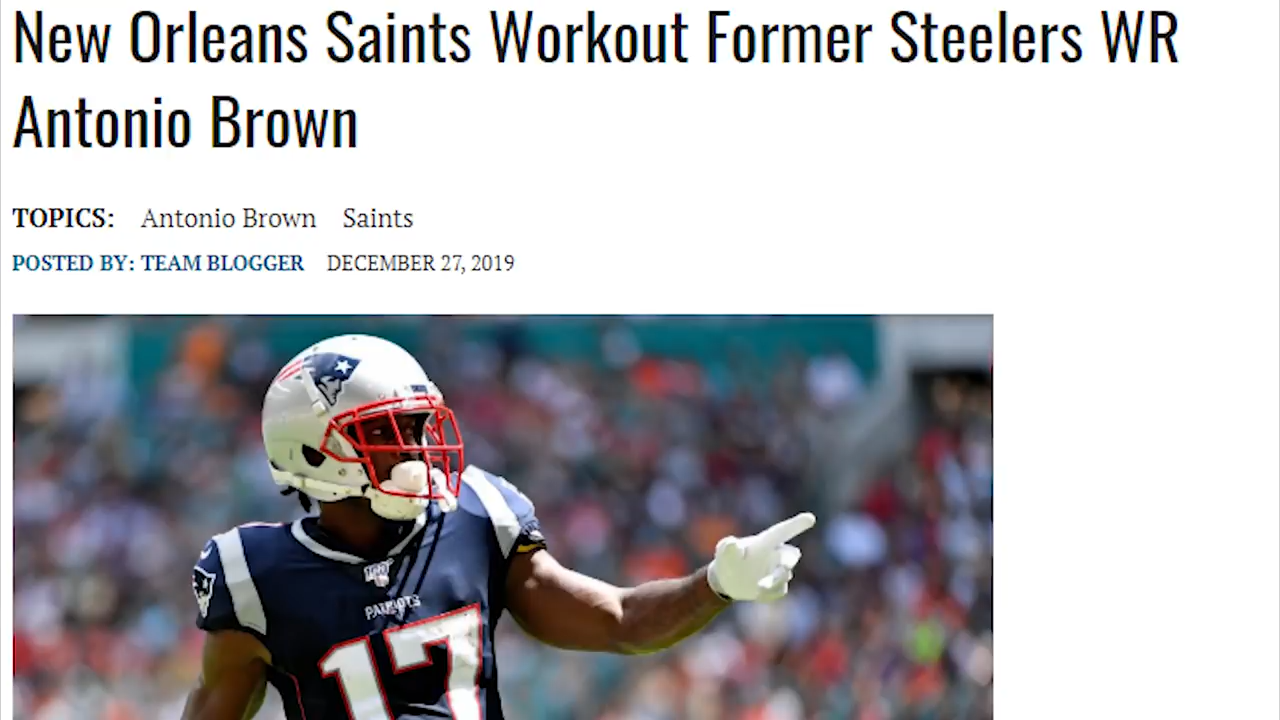 New Orleans Saints Workout Former Steelers WR
Antonio Brown
TOPICS: Antonio Brown Saints
POSTED BY: TEAM BLOGGER DECEMBER 27, 2019
100
PATRIOTS
17